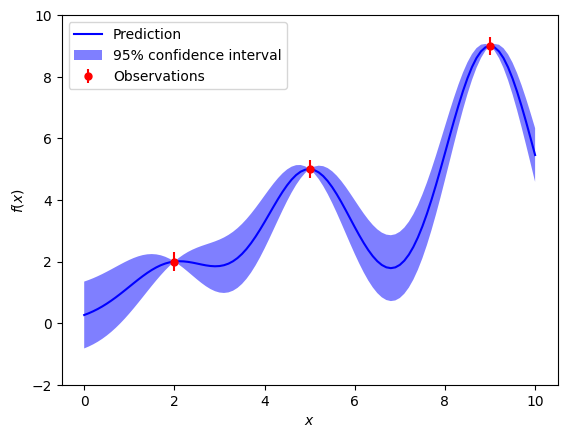 10
8
6
4
2
0
−2
f(x)
Prediction
95% confidence interval
Observations
0 2 4 6 8 10
x